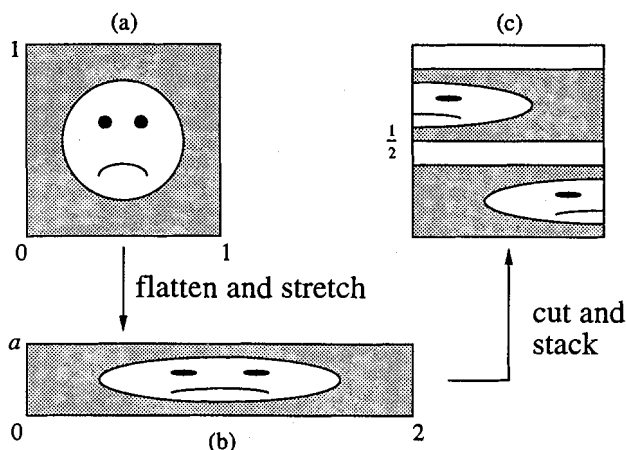 (a)
(c)
1
1/2
0
1
flatten and stretch
cut and
stack
a
0
(b)
2